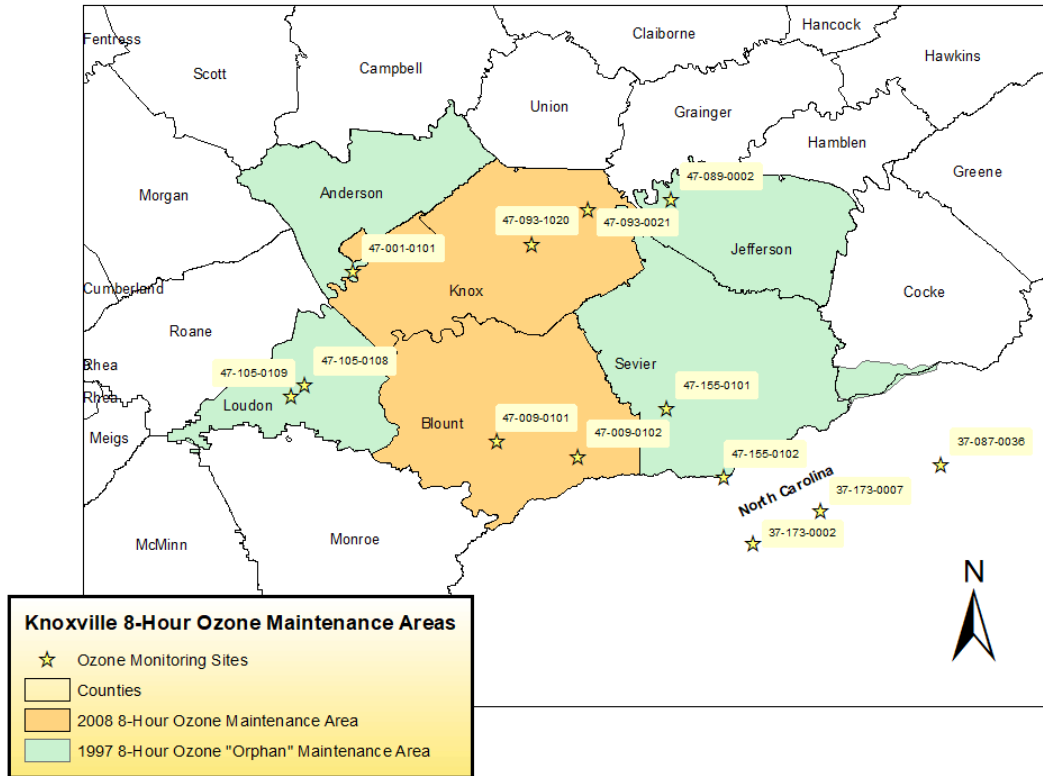 Hancock
Claiborne
Fentress
Hawkins
Scott
Campbell
Union
Grainger
Hamblen
Greene
Morgan
Anderson
47-089-0002
47-093-1020
47-093-0021
47-001-0101
Jefferson
Cumberland
Knox
Cocke
Roane
Rhea
47-105-0108
Sevier
47-105-0109
47-155-0101
Rhea
Loudon
Blount
47-009-0101
Meigs
47-009-0102
37-087-0036
47-155-0102
North Carolina
37-173-0007
37-173-0002
McMinn
Monroe
N
Knoxville 8-Hour Ozone Maintenance Areas
Ozone Monitoring Sites
Counties
2008 8-Hour Ozone Maintenance Area
1997 8-Hour Ozone "Orphan" Maintenance Area